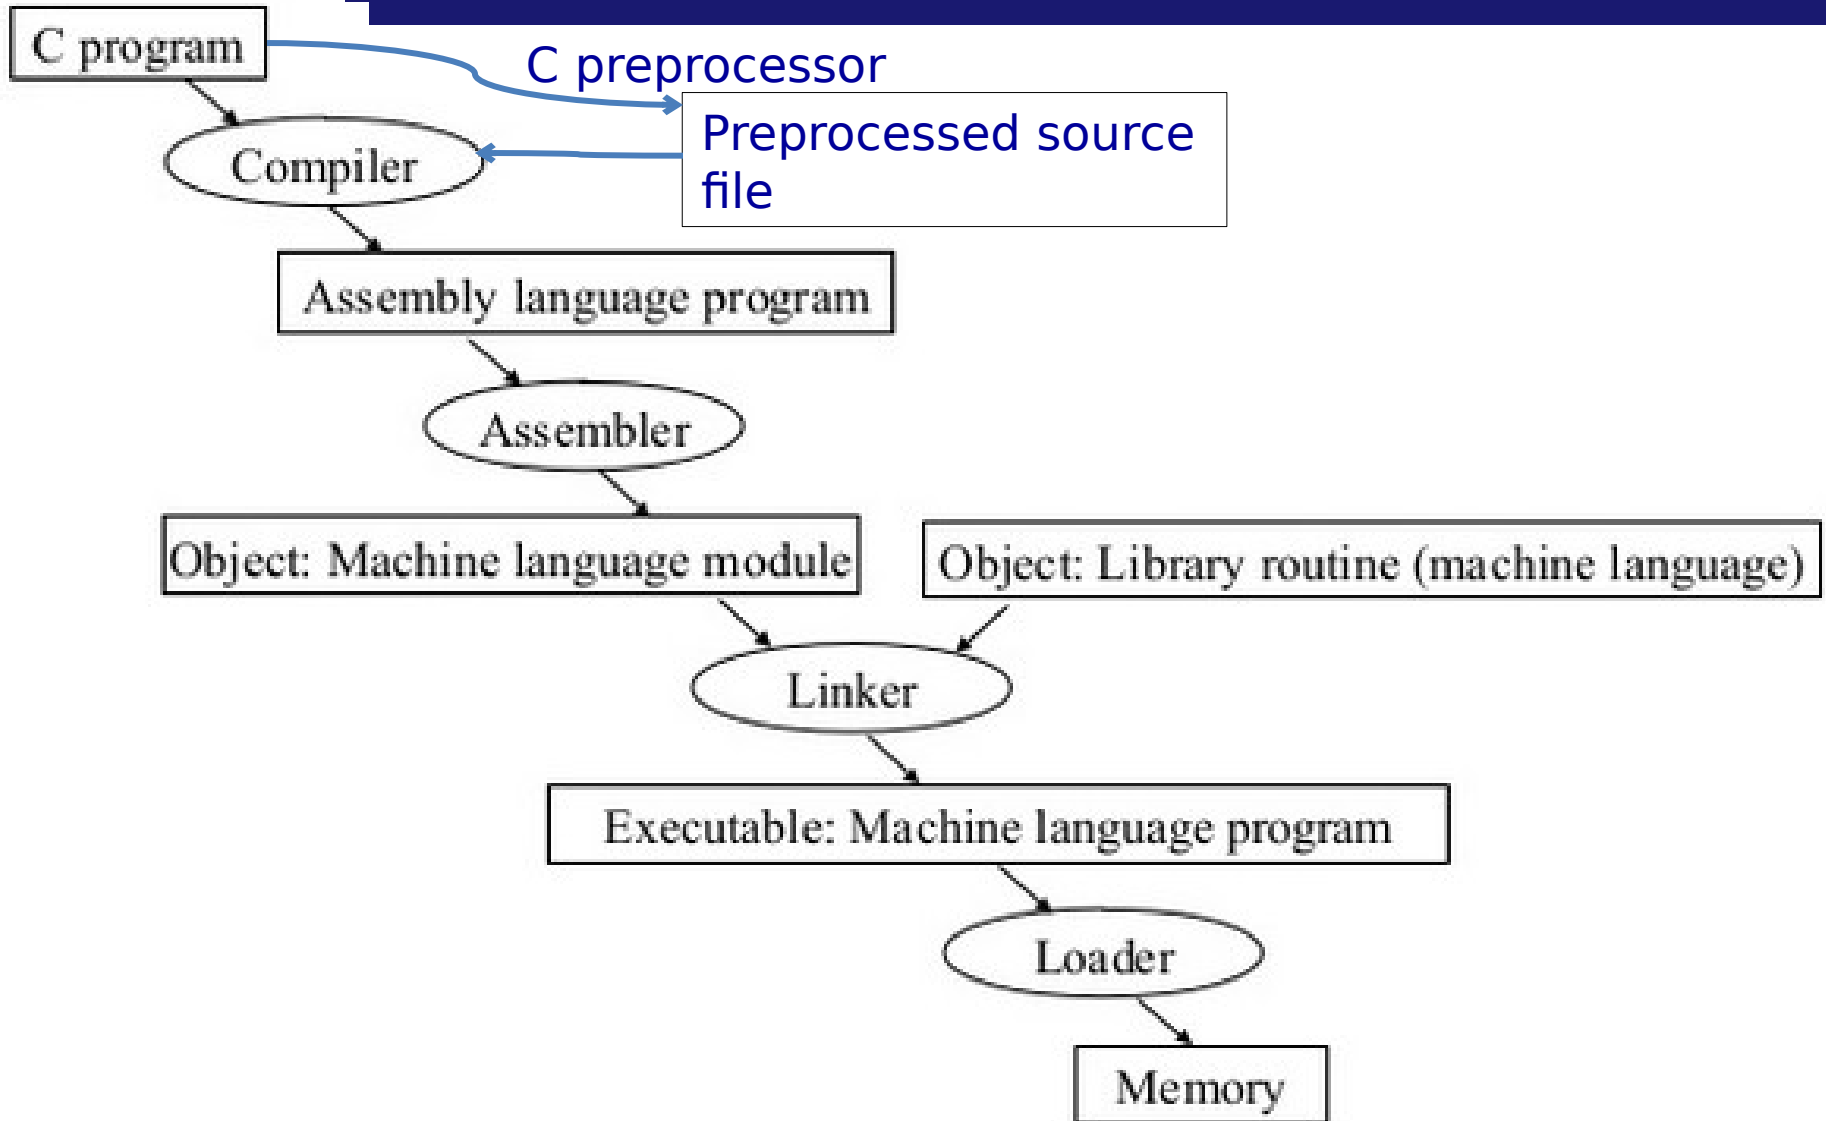 C program
C preprocessor
Preprocessed source
file
Compiler
Assembly language program
Assembler
Object: Machine language module
Object: Library routine (machine language)
Linker
Executable: Machine language program
Loader
Memory